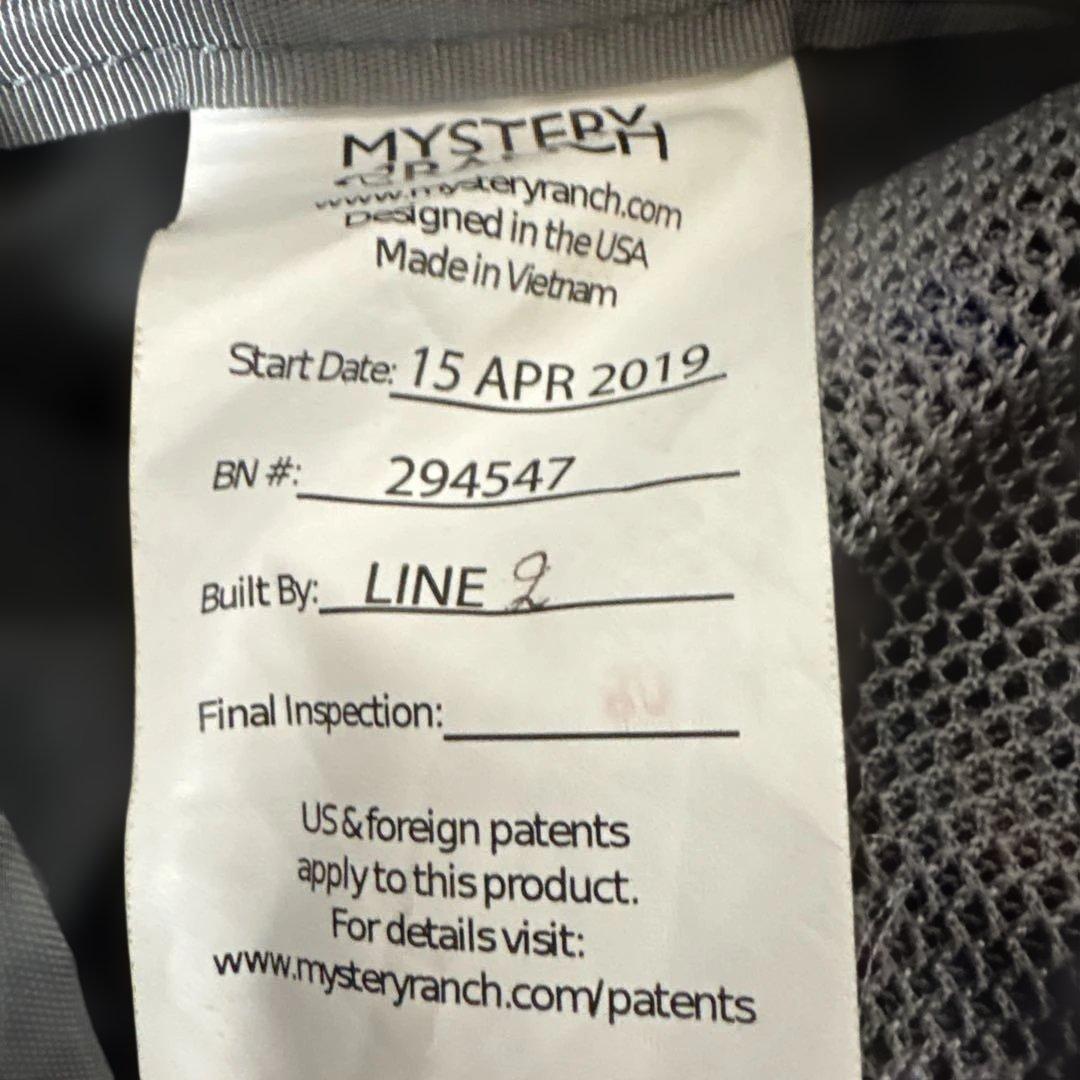 MYSTERY
www.mysteryranch.com
Designed in the USA
Made in Vietnam
Start Date: 15 APR 2019
BN #: 294547
Built By: LINE 2
Final Inspection:
US & foreign patents
apply to this product.
For details visit:
www.mysteryranch.com/patents